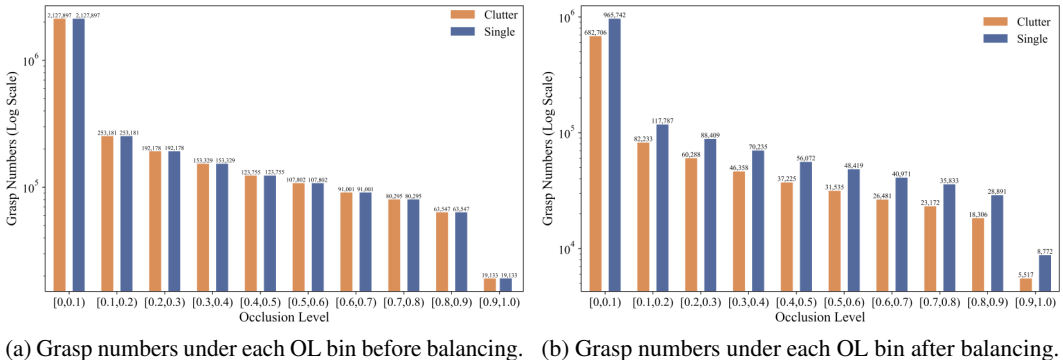 2,127,897 2,127,897
Clutter
Single
10^6
253,181 253,181
192,178 192,178
153,329 153,329
123,755 123,755
107,802 107,802
91,001 91,001
80,295 80,295
63,547 63,547
19,133 19,133
10^5
Grasp Numbers (Log Scale)
[0,0.1) [0.1,0.2) [0.2,0.3) [0.3,0.4) [0.4,0.5) [0.5,0.6) [0.6,0.7) [0.7,0.8) [0.8,0.9) [0.9,1.0)
Occlusion Level
(a) Grasp numbers under each OL bin before balancing.
10^6
965,742
682,706
Clutter
Single
10^5
82,233 117,787
60,288 88,409
46,358 70,235
37,225 56,072
31,535 48,419
26,481 40,971
23,172 35,833
18,306 28,891
5,517 8,772
10^4
Grasp Numbers (Log Scale)
[0,0.1) [0.1,0.2) [0.2,0.3) [0.3,0.4) [0.4,0.5) [0.5,0.6) [0.6,0.7) [0.7,0.8) [0.8,0.9) [0.9,1.0)
Occlusion Level
(b) Grasp numbers under each OL bin after balancing.